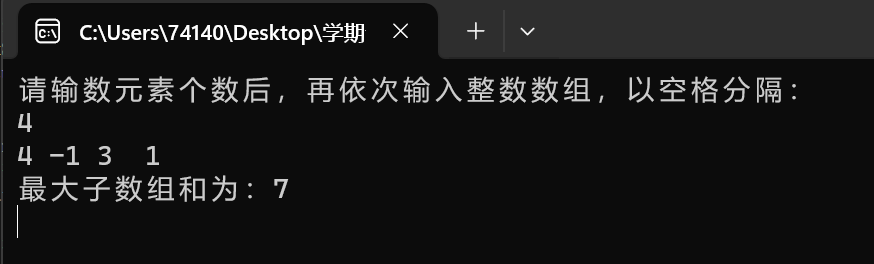 C:\Users\74140\Desktop\学期
请输数元素个数后，再依次输入整数数组，以空格分隔：
4
4 -1 3  1
最大子数组和为：7